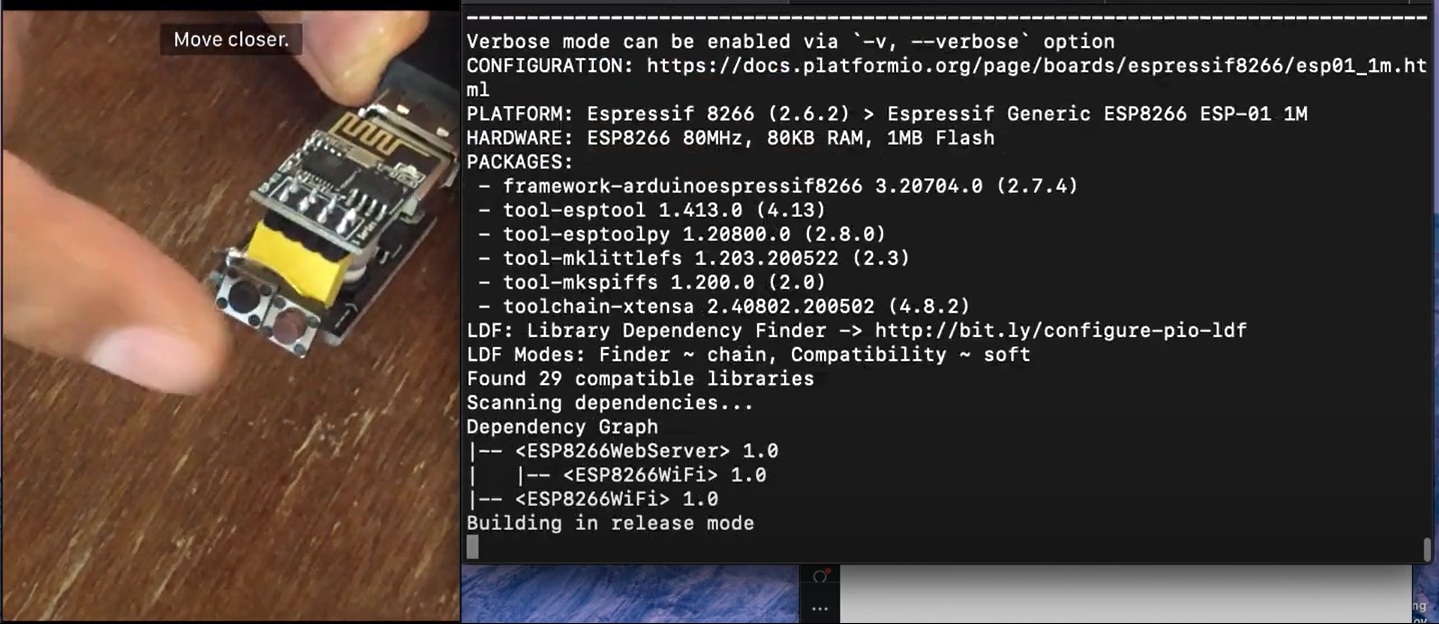 Move closer.
Verbose mode can be enabled via `-v, --verbose` option
CONFIGURATION: https://docs.platformio.org/page/boards/espressif8266/esp01_1m.ht
ml
PLATFORM: Espressif 8266 (2.6.2) > Espressif Generic ESP8266 ESP-01 1M
HARDWARE: ESP8266 80MHz, 80KB RAM, 1MB Flash
PACKAGES:
- framework-arduinoespressif8266 3.20704.0 (2.7.4)
- tool-esptool 1.413.0 (4.13)
- tool-esptoolpy 1.20800.0 (2.8.0)
- tool-mklittlefs 1.203.200522 (2.3)
- tool-mkspiffs 1.200.0 (2.0)
- toolchain-xtensa 2.40802.200502 (4.8.2)
LDF: Library Dependency Finder -> http://bit.ly/configure-pio-ldf
LDF Modes: Finder ~ chain, Compatibility ~ soft
Found 29 compatible libraries
Scanning dependencies...
Dependency Graph
|-- <ESP8266WebServer> 1.0
|   |-- <ESP8266WiFi> 1.0
|-- <ESP8266WiFi> 1.0
Building in release mode